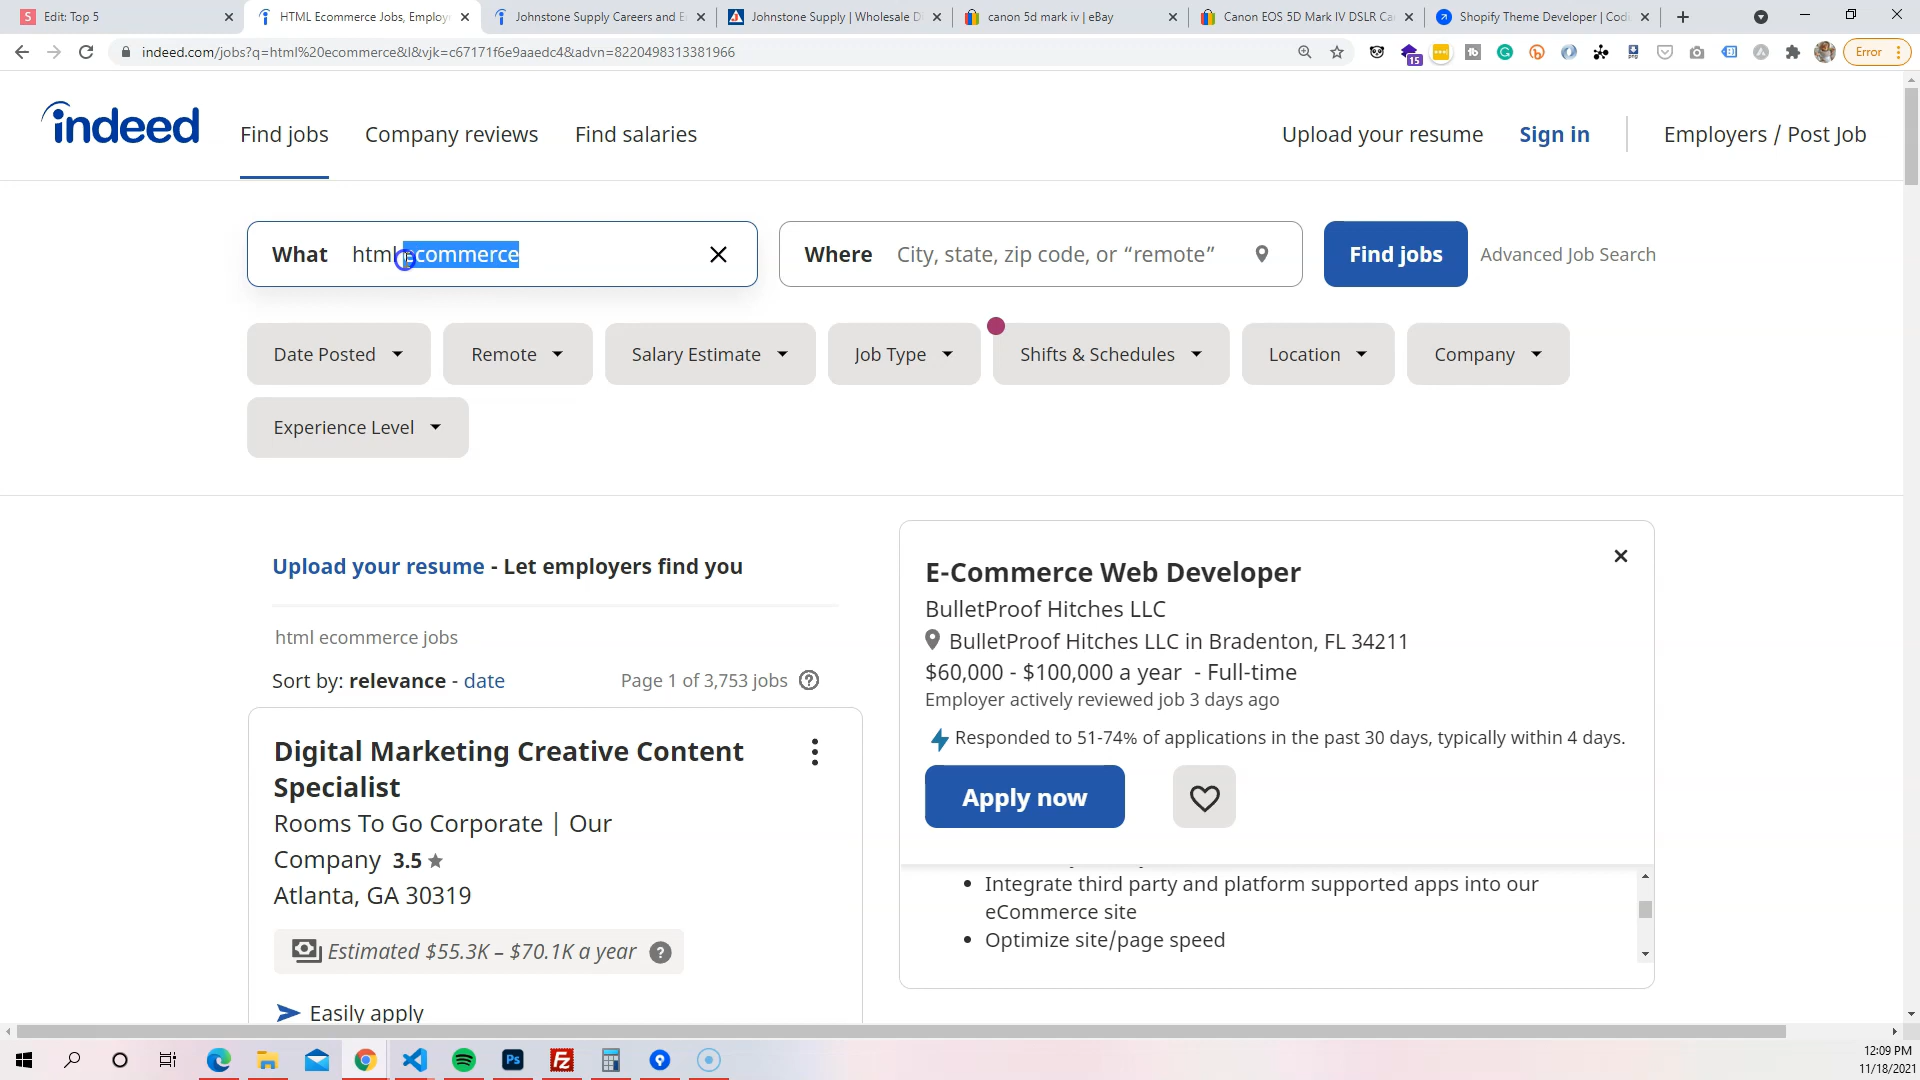 Edit: Top 5
HTML Ecommerce Jobs, Employ
Johnstone Supply Careers and E
Johnstone Supply | Wholesale D
canon 5d mark iv | eBay
Canon EOS 5D Mark IV DSLR Ca
Shopify Theme Developer | Cod
indeed.com/jobs?q=html%20ecommerce&l&vjk=c67171f6e9aaedc4&advn=8220498313381966
15
Error
indeed
Find jobs
Company reviews
Find salaries
Upload your resume
Sign in
Employers / Post Job
What html ecommerce
Where City, state, zip code, or “remote”
Find jobs
Advanced Job Search
Date Posted
Remote
Salary Estimate
Job Type
Shifts & Schedules
Location
Company
Experience Level
Upload your resume - Let employers find you
html ecommerce jobs
Sort by: relevance - date
Page 1 of 3,753 jobs
Digital Marketing Creative Content
Specialist
Rooms To Go Corporate | Our
Company 3.5
Atlanta, GA 30319
Estimated $55.3K – $70.1K a year
Easily apply
E-Commerce Web Developer
BulletProof Hitches LLC
BulletProof Hitches LLC in Bradenton, FL 34211
$60,000 - $100,000 a year - Full-time
Employer actively reviewed job 3 days ago
Responded to 51-74% of applications in the past 30 days, typically within 4 days.
Apply now
Integrate third party and platform supported apps into our
eCommerce site
Optimize site/page speed
Ps
12:09 PM
11/18/2021